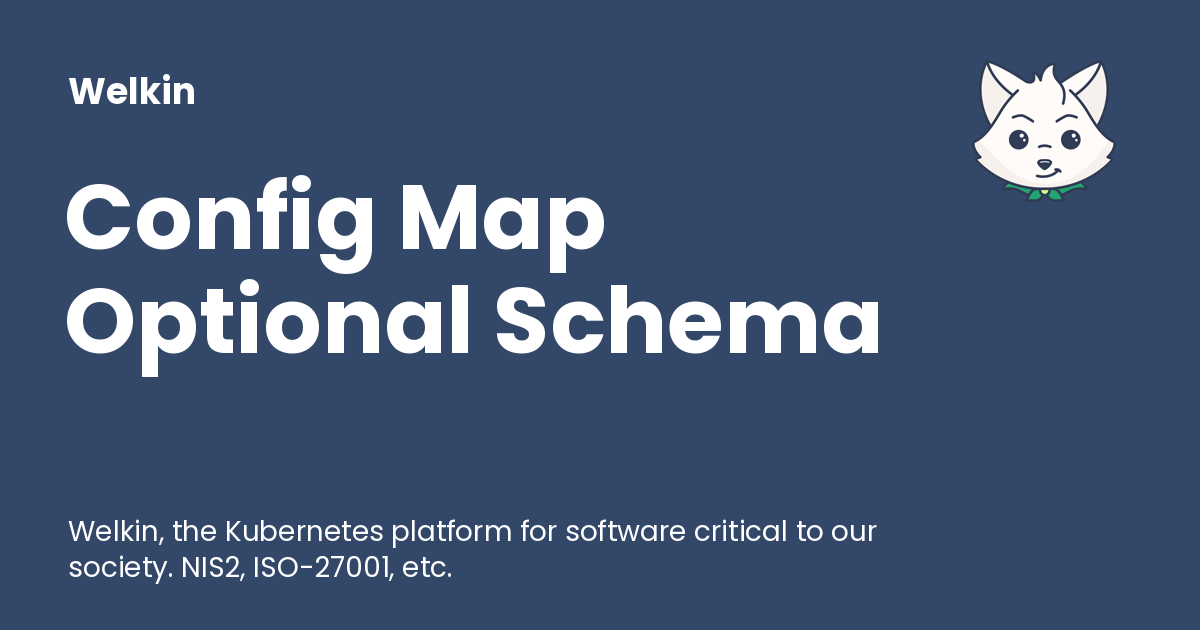 Welkin
Config Map
Optional Schema
Welkin, the Kubernetes platform for software critical to our
society. NIS2, ISO-27001, etc.